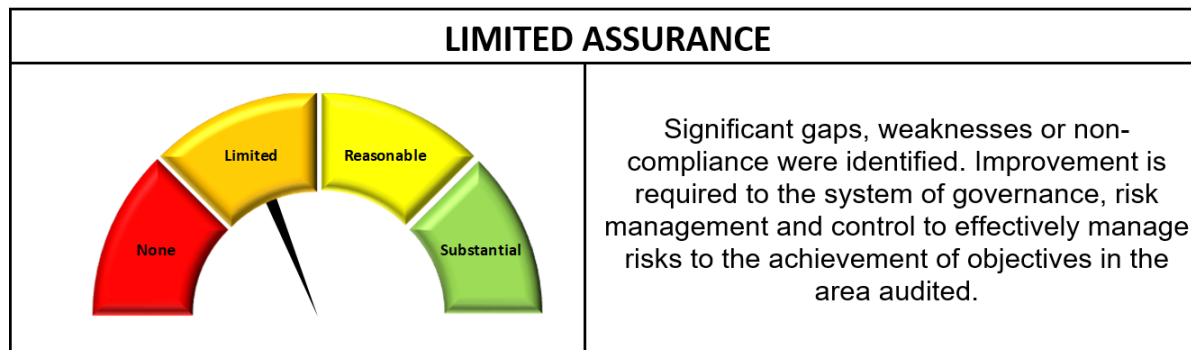 LIMITED ASSURANCE
Limited
Reasonable
None
Substantial
Significant gaps, weaknesses or non-
compliance were identified. Improvement is
required to the system of governance, risk
management and control to effectively manage
risks to the achievement of objectives in the
area audited.